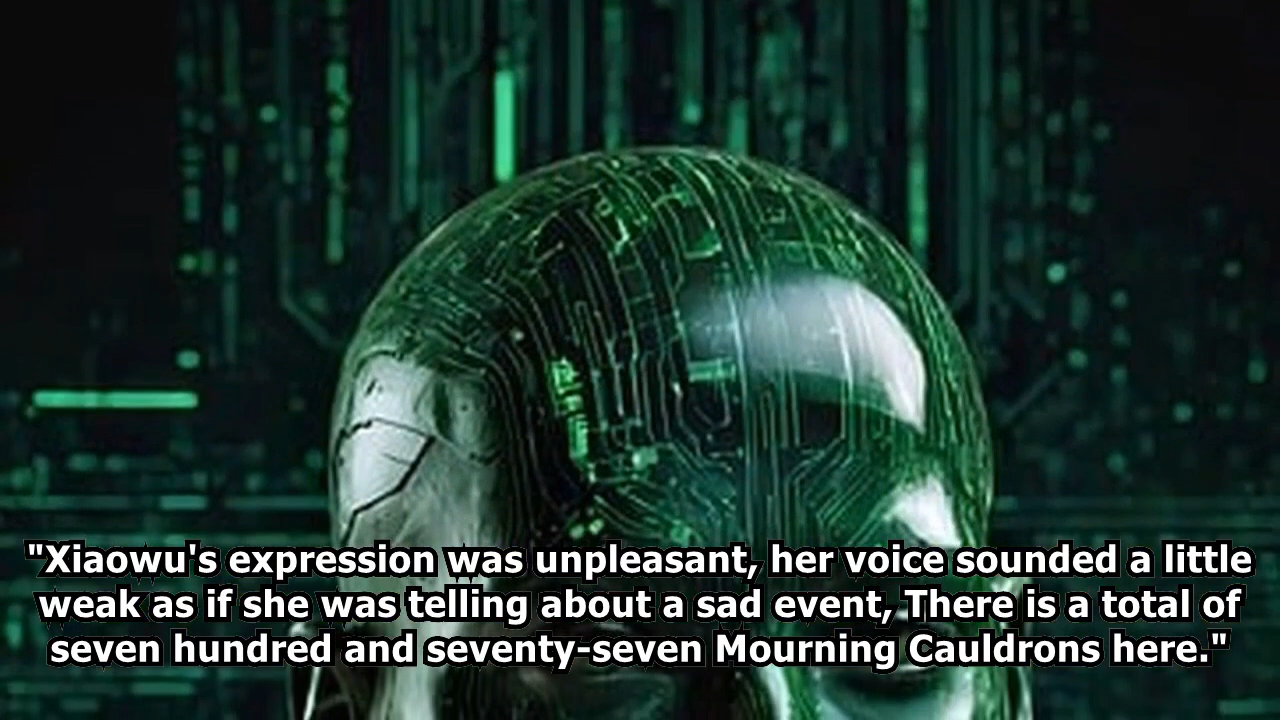 "Xiaowu's expression was unpleasant, her voice sounded a little
weak as if she was telling about a sad event, There is a total of
seven hundred and seventy-seven Mourning Cauldrons here."